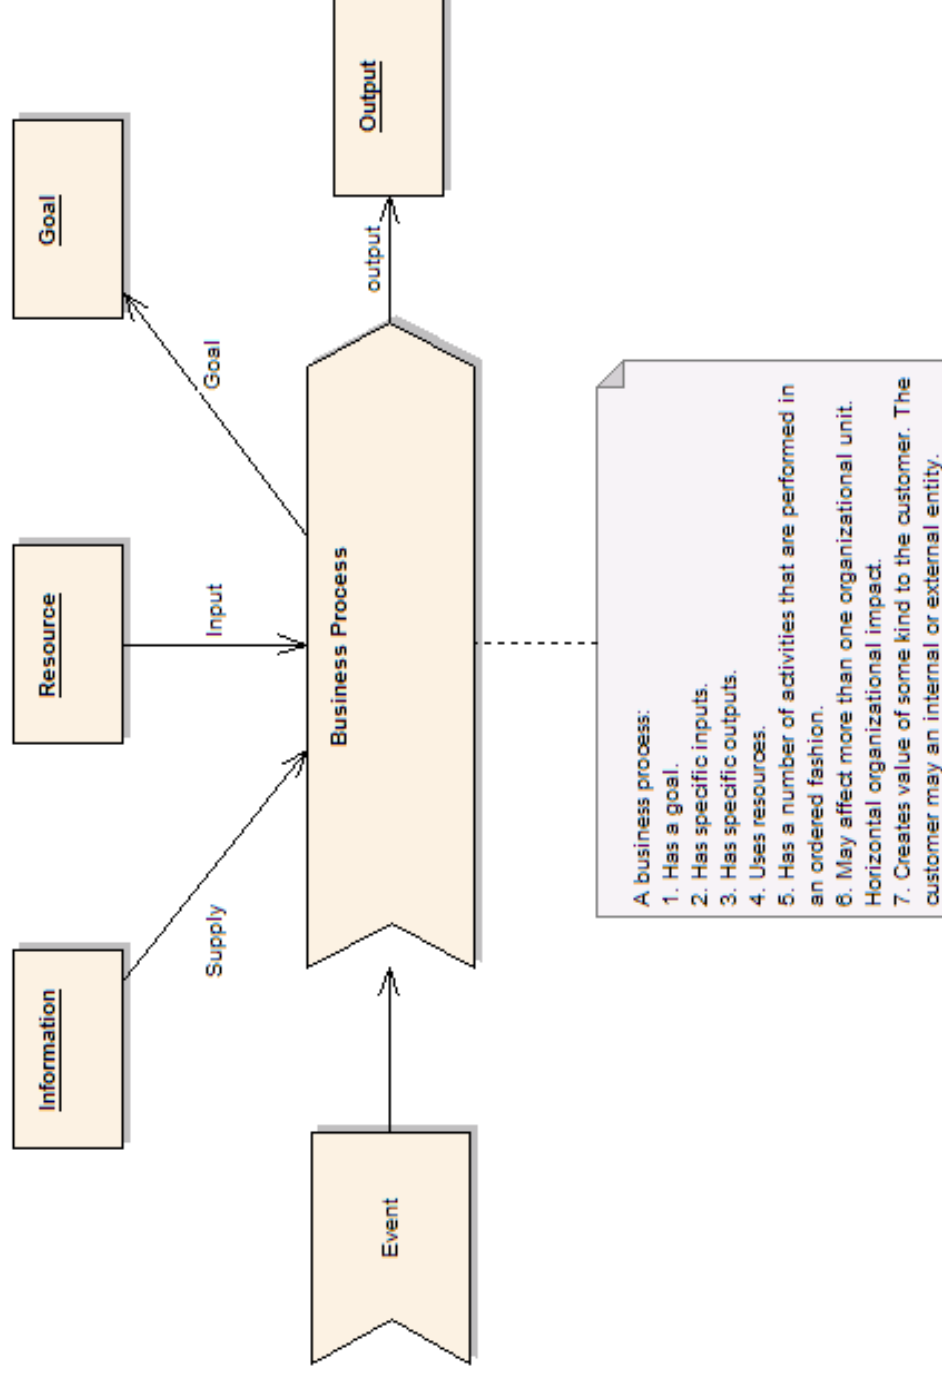 Information
Resource
Goal
Supply
Input
Goal
Event
Business Process
output
Output
A business process:
1. Has a goal.
2. Has specific inputs.
3. Has specific outputs.
4. Uses resources.
5. Has a number of activities that are performed in
an ordered fashion.
6. May affect more than one organizational unit.
Horizontal organizational impact.
7. Creates value of some kind to the customer. The
customer may an internal or external entity.